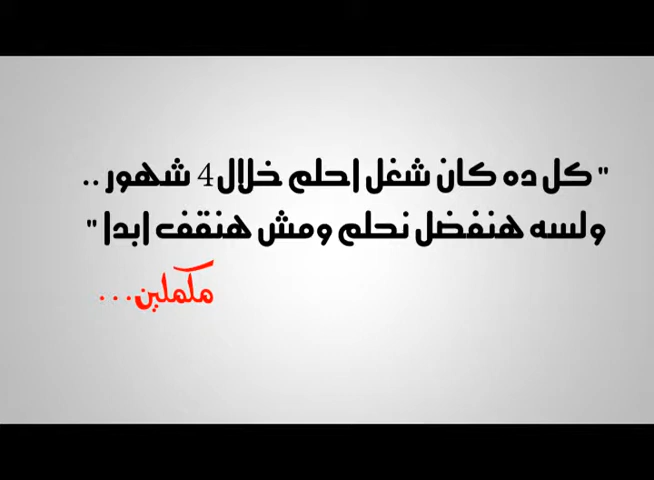 " كل ده كان شغل احلم خلال 4 شهور ..
ولسه هنفضل نحلم ومش هنقف ابدا "
مكملين...